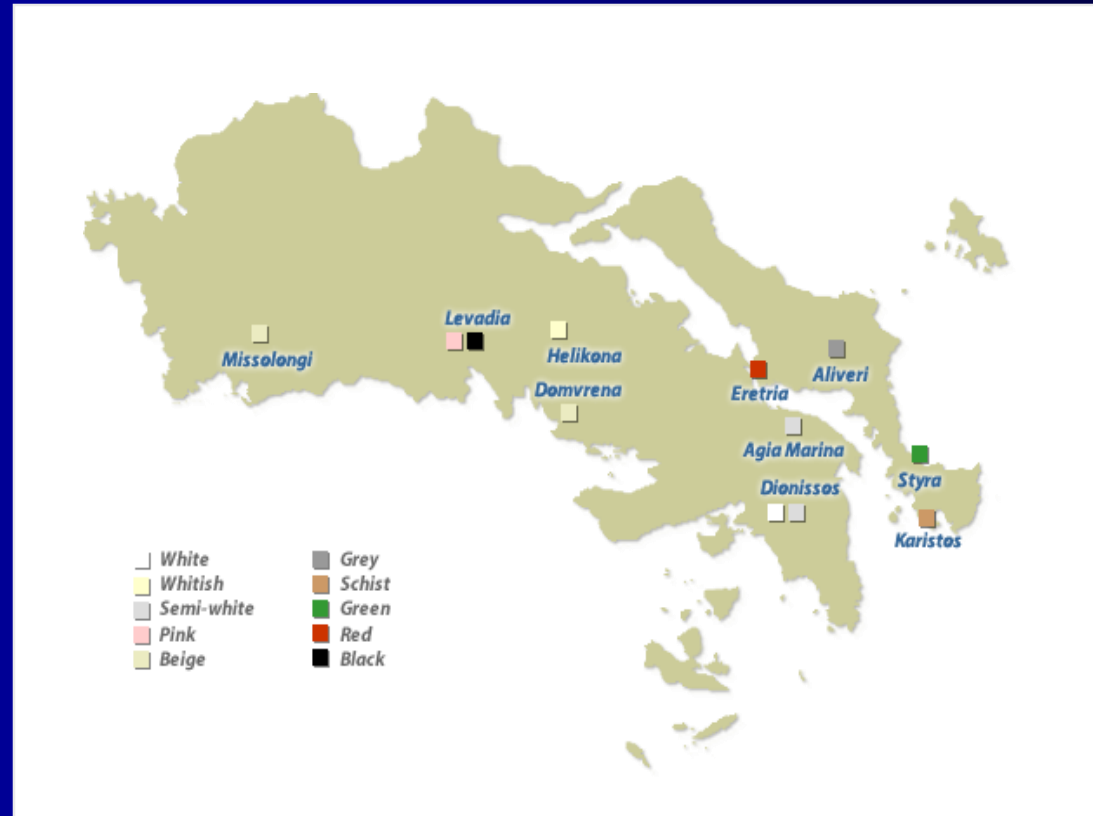 Levadia
Missolongi
Helikona
Domvrena
Aliveri
Eretria
Agia Marina
Styra
Dionissos
Karistos
White
Whitish
Semi-white
Pink
Beige
Grey
Schist
Green
Red
Black